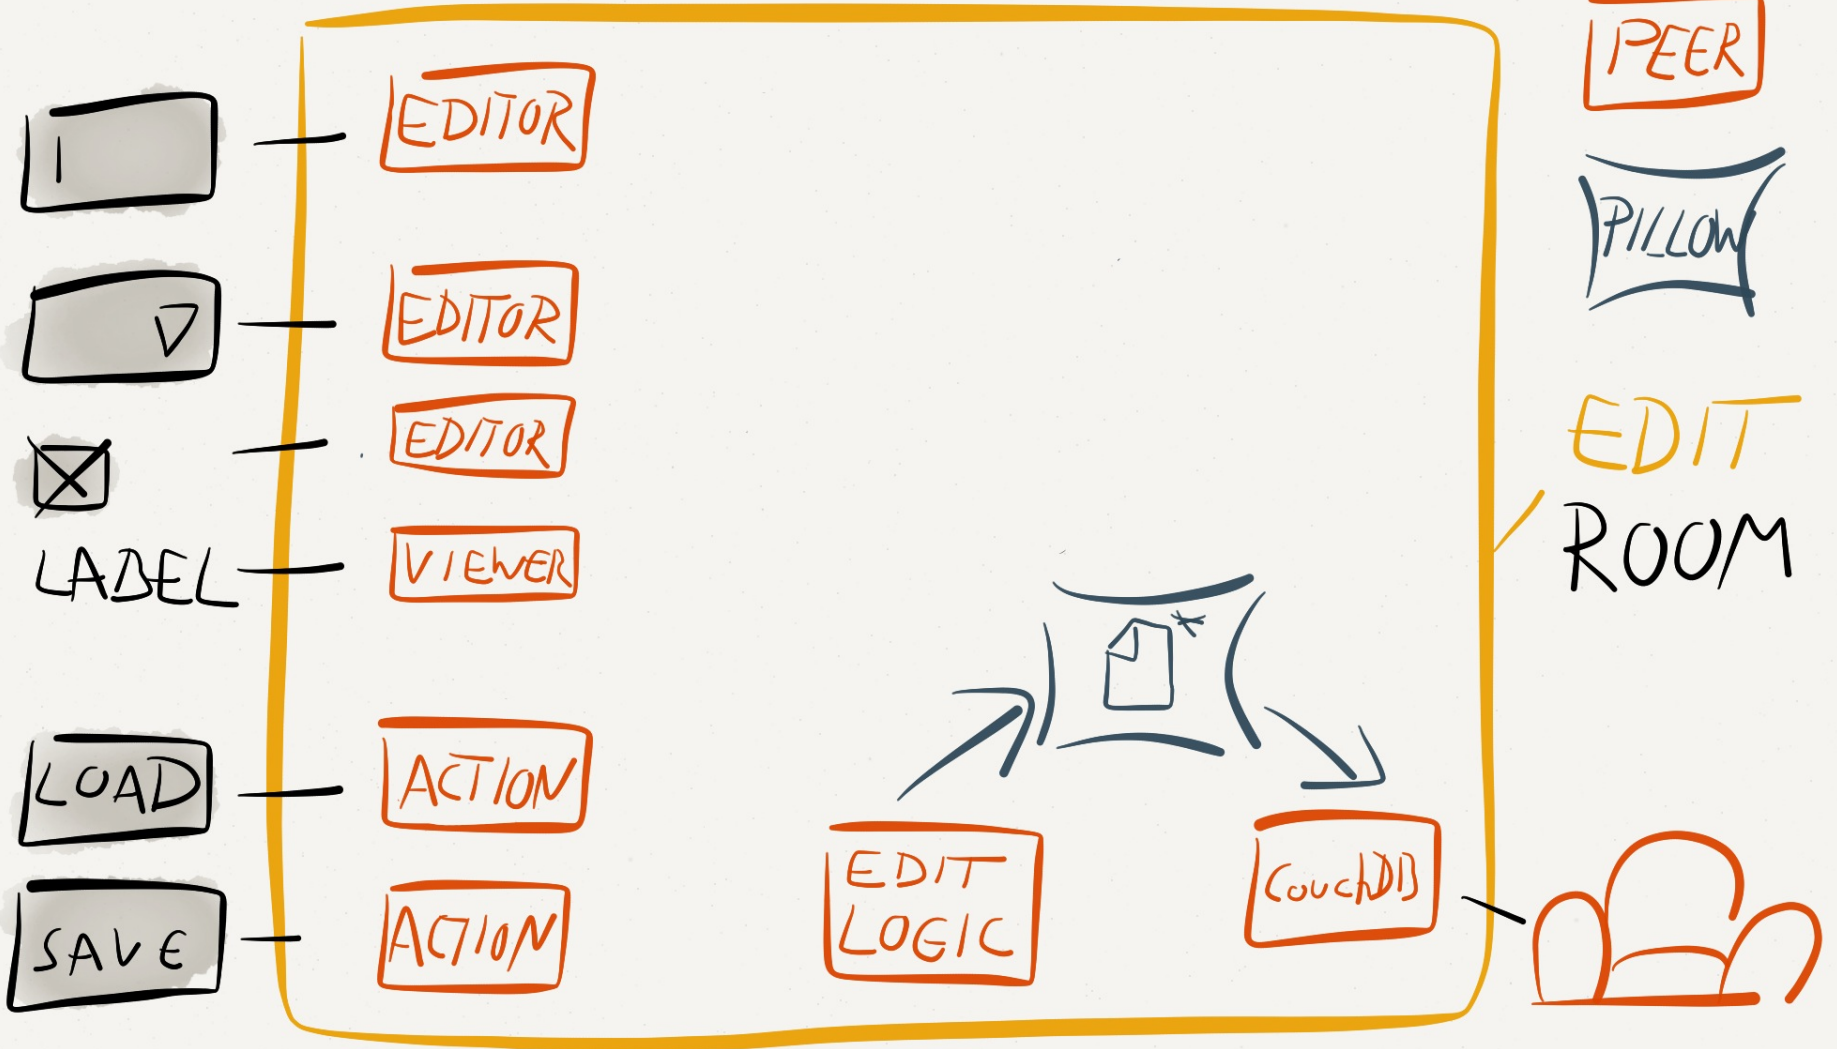 PEER
EDITOR
PILLOW
EDITOR
EDITOR
EDIT
ROOM
LABEL
VIEWER
LOAD
ACTION
EDIT
LOGIC
CouchDB
SAVE
ACTION